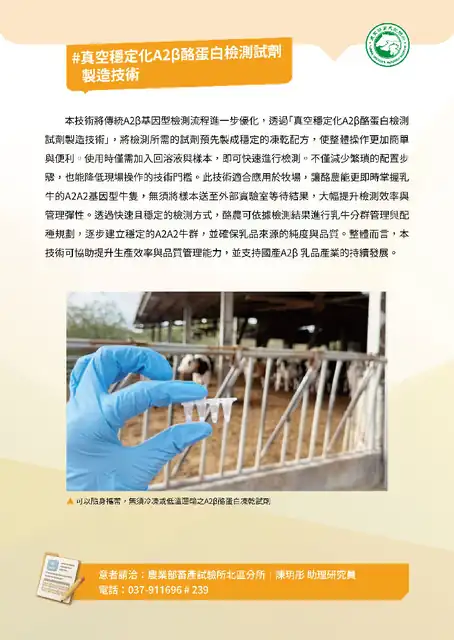 #真空穩定化A2β酪蛋白檢測試劑
製造技術
本技術將傳統A2β基因型檢測流程進一步優化，透過「真空穩定化A2β酪蛋白檢測
試劑製造技術」，將檢測所需的試劑預先製成穩定的凍乾配方，使整體操作更加簡單
與便利。使用時僅需加入回溶液與樣本，即可快速進行檢測。不僅減少繁瑣的配置步
驟，也能降低現場操作的技術門檻。此技術適合應用於牧場，讓酪農能更即時掌握乳
牛的A2A2基因型牛隻，無須將樣本送至外部實驗室等待結果，大幅提升檢測效率與
管理彈性。透過快速且穩定的檢測方式，酪農可依據檢測結果進行乳牛分群管理與配
種規劃，逐步建立穩定的A2A2牛群，並確保乳品來源的純度與品質。整體而言，本
技術可協助提升生產效率與品質管理能力，並支持國產A2β 乳品產業的持續發展。
可以隨身攜帶，無須冷凍或低溫運輸之A2β酪蛋白凍乾試劑
意者請洽：農業部畜產試驗所北區分所｜陳玥彤 助理研究員
電話：037-911696 # 239